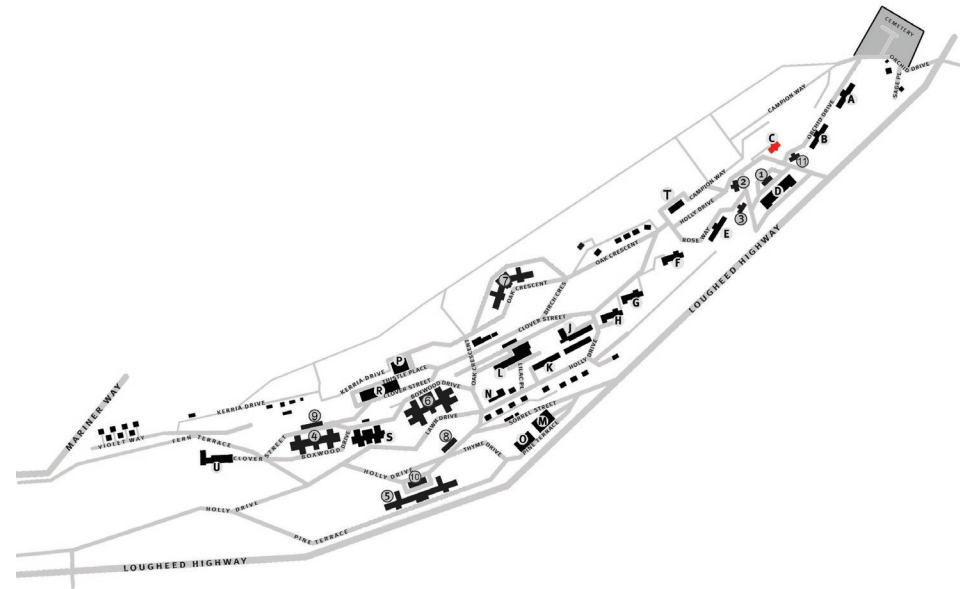 CEMETERY
ORCHID DRIVE
SAGE PL
CAMPION WAY
A
ORCHID DRIVE
B
C
11
1
2
D
CAMPION WAY
T
HOLLY DRIVE
3
E
ROSE WAY
OAK CRESCENT
F
LOUGHEED HIGHWAY
7
OAK CRESCENT
BIRCH CRES
G
H
CLOVER STREET
J
OAK CRESCENT
L
K
HOLLY DRIVE
LILAC PL
P
THISTLE PLACE
KERRIA DRIVE
R
CLOVER STREET
BOXWOOD DRIVE
6
N
SORREL STREET
M
O
PINE TERRACE
LAWN DRIVE
8
THYME DRIVE
MARINER WAY
KERRIA DRIVE
VIOLET WAY
FERN TERRACE
9
4
S
U
CLOVER STREET
BOXWOOD DRIVE
HOLLY DRIVE
10
5
HOLLY DRIVE
PINE TERRACE
LOUGHEED HIGHWAY